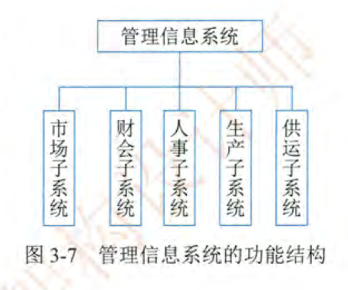 管理信息系统
市场子系统
财会子系统
人事子系统
生产子系统
供运子系统
图 3-7 管理信息系统的功能结构